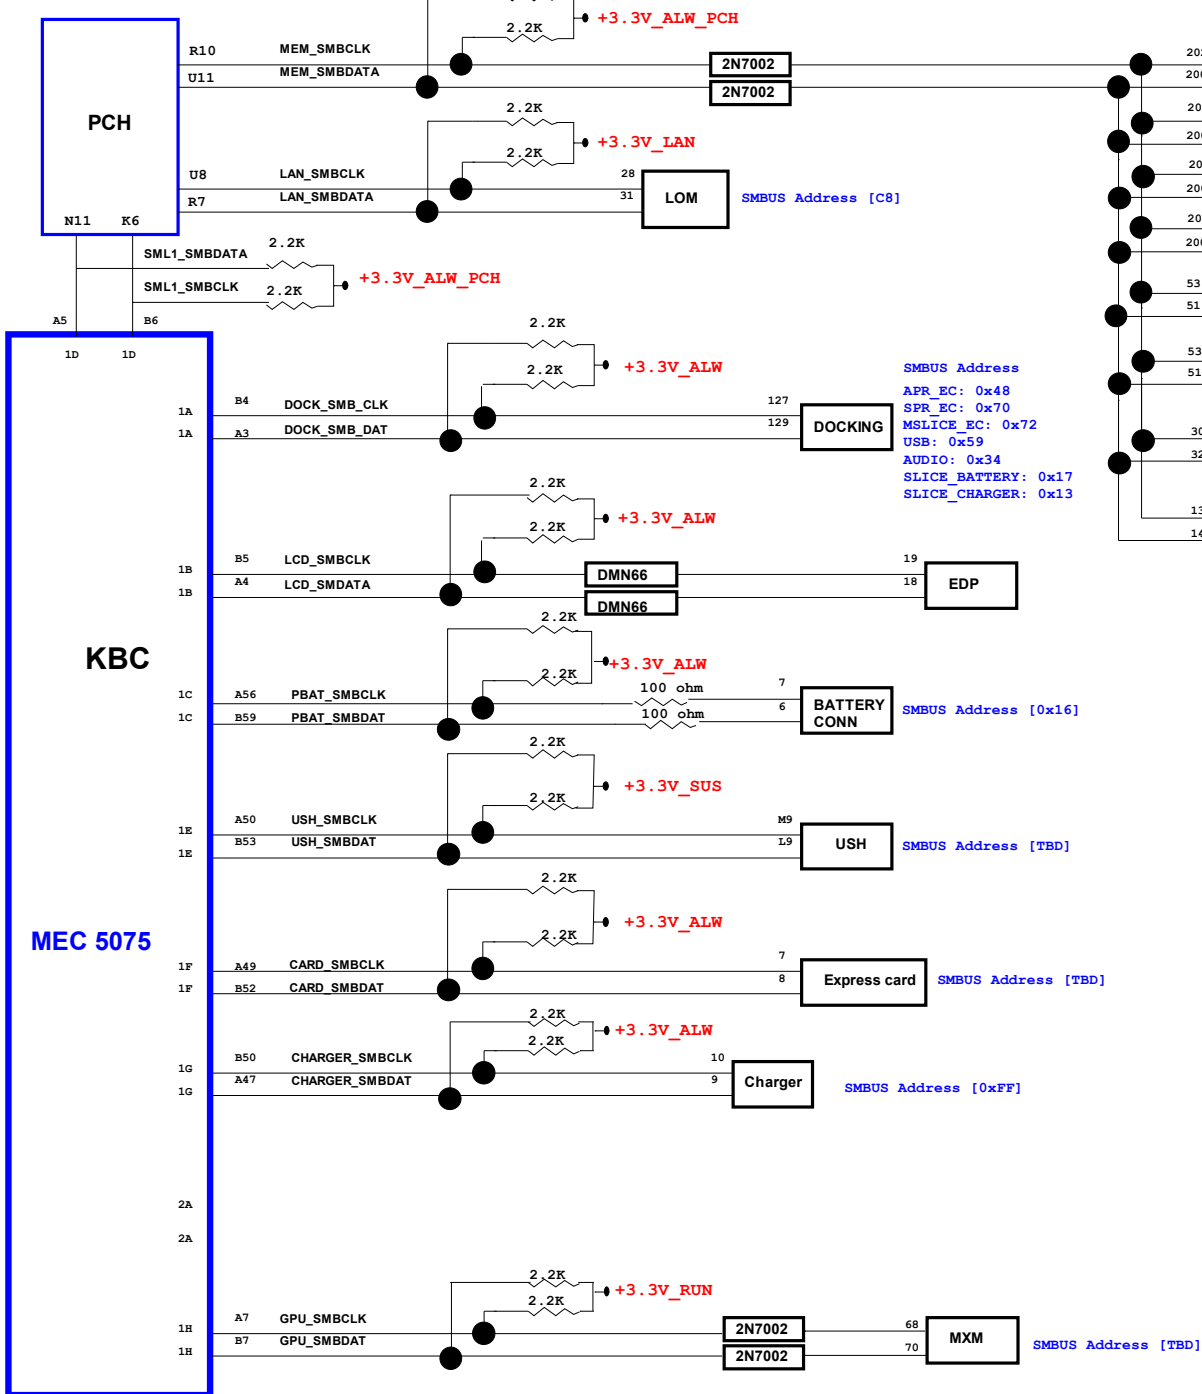 2.2K
+3.3V_ALW_PCH
R10 MEM_SMBCLK
U11 MEM_SMBDATA
2N7002
2N7002
PCH
2.2K
2.2K
+3.3V_LAN
U8 LAN_SMBCLK 28
R7 LAN_SMBDATA 31
LOM
SMBUS Address [C8]
N11 K6
SML1_SMBDATA 2.2K
SML1_SMBCLK 2.2K
+3.3V_ALW_PCH
A5 B6
1D 1D
2.2K
2.2K
+3.3V_ALW
1A B4 DOCK_SMB_CLK 127
1A A3 DOCK_SMB_DAT 129
DOCKING
SMBUS Address
APR_EC: 0x48
SPR_EC: 0x70
MSLICE_EC: 0x72
USB: 0x59
AUDIO: 0x34
SLICE_BATTERY: 0x17
SLICE_CHARGER: 0x13
2.2K
2.2K
+3.3V_ALW
1B B5 LCD_SMBCLK DMN66 19
1B A4 LCD_SMDATA DMN66 18
EDP
KBC
2.2K
2.2K
+3.3V_ALW
1C A56 PBAT_SMBCLK 100 ohm 7
1C B59 PBAT_SMBDAT 100 ohm 6
BATTERY
CONN
SMBUS Address [0x16]
2.2K
2.2K
+3.3V_SUS
1E A50 USH_SMBCLK M9
1E B53 USH_SMBDAT L9
USH
SMBUS Address [TBD]
MEC 5075
2.2K
2.2K
+3.3V_ALW
1F A49 CARD_SMBCLK 7
1F B52 CARD_SMBDAT 8
Express card
SMBUS Address [TBD]
2.2K
2.2K
+3.3V_ALW
1G B50 CHARGER_SMBCLK 10
1G A47 CHARGER_SMBDAT 9
Charger
SMBUS Address [0xFF]
2A
2A
2.2K
2.2K
+3.3V_RUN
1H A7 GPU_SMBCLK 2N7002 68
1H B7 GPU_SMBDAT 2N7002 70
MXM
SMBUS Address [TBD]
53
51
53
51
30
32
13
14